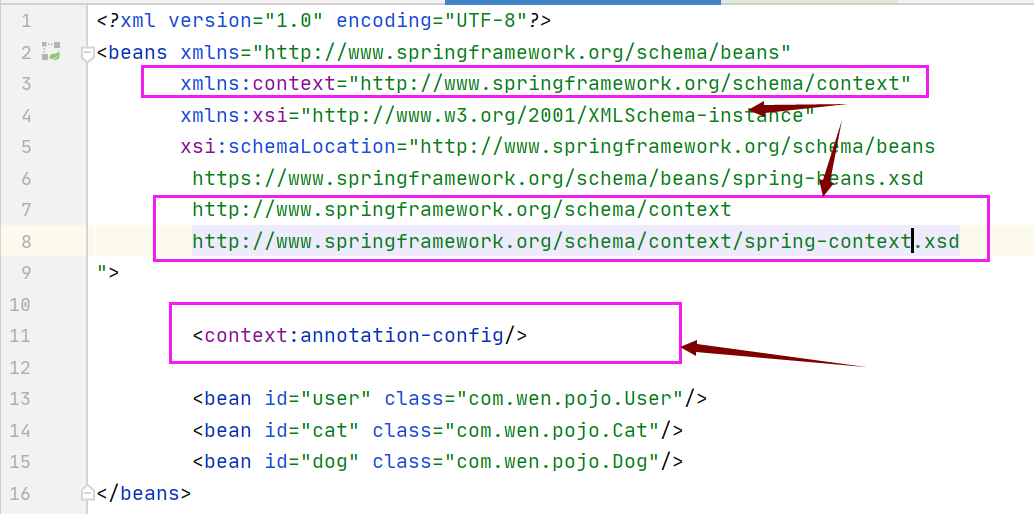 1 <?xml version="1.0" encoding="UTF-8"?>
2 <beans xmlns="http://www.springframework.org/schema/beans"
3 xmlns:context="http://www.springframework.org/schema/context"
4 xmlns:xsi="http://www.w3.org/2001/XMLSchema-instance"
5 xsi:schemaLocation="http://www.springframework.org/schema/beans
6 https://www.springframework.org/schema/beans/spring-beans.xsd
7 http://www.springframework.org/schema/context
8 http://www.springframework.org/schema/context/spring-context.xsd
9 ">
10
11 <context:annotation-config/>
12
13 <bean id="user" class="com.wen.pojo.User"/>
14 <bean id="cat" class="com.wen.pojo.Cat"/>
15 <bean id="dog" class="com.wen.pojo.Dog"/>
16 </beans>